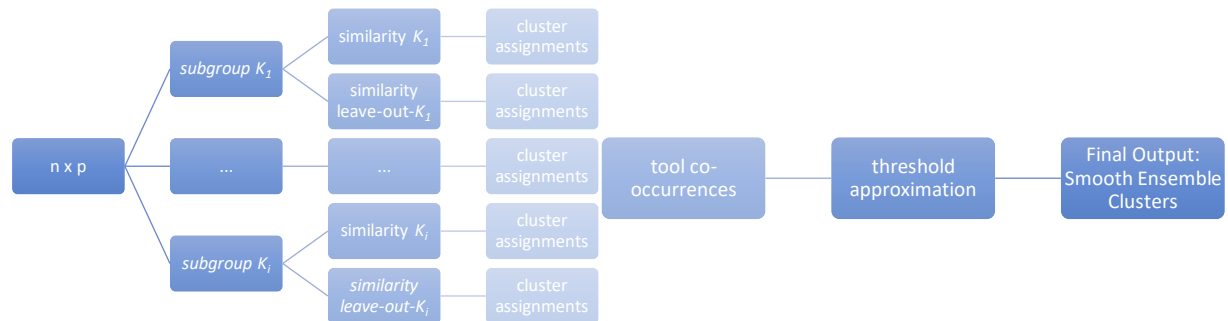 n x p
subgroup K1
...
subgroup Ki
similarity K1
similarity
leave-out-K1
...
similarity Ki
similarity
leave-out-Ki
cluster
assignments
cluster
assignments
cluster
assignments
cluster
assignments
cluster
assignments
tool co-
occurrences
threshold
approximation
Final Output:
Smooth Ensemble
Clusters